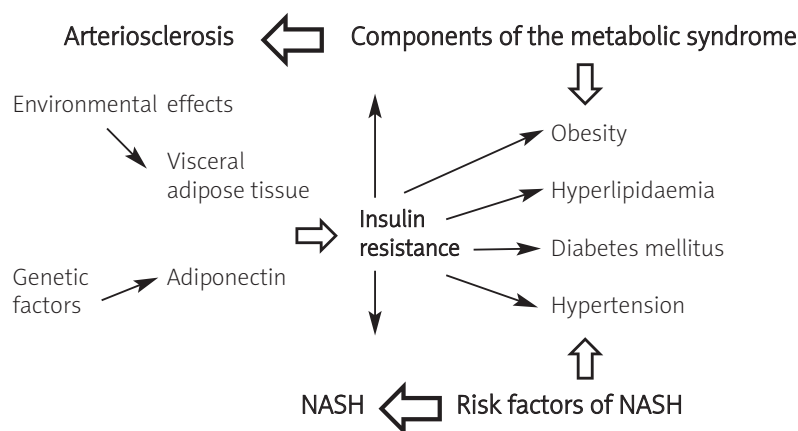 Arteriosclerosis
Components of the metabolic syndrome
Environmental effects
Visceral
adipose tissue
Genetic
factors
Adiponectin
Insulin
resistance
Obesity
Hyperlipidaemia
Diabetes mellitus
Hypertension
NASH
Risk factors of NASH